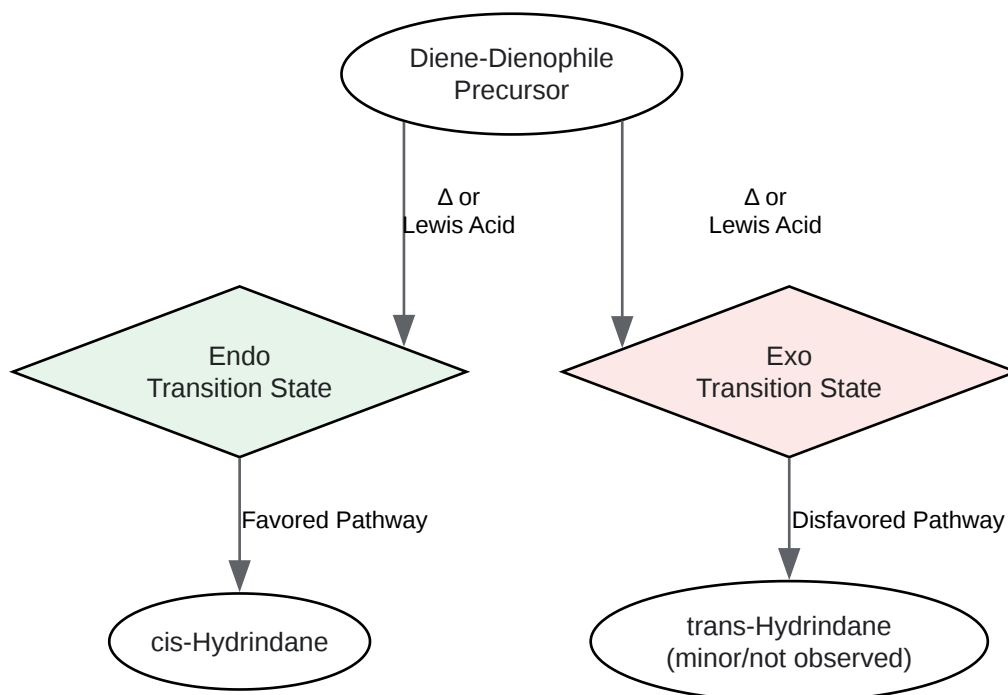 Diene-Dienophile
Precursor
Δ or
Lewis Acid
Δ or
Lewis Acid
Endo
Transition State
Exo
Transition State
Favored Pathway
Disfavored Pathway
cis-Hydrindane
trans-Hydrindane
(minor/not observed)